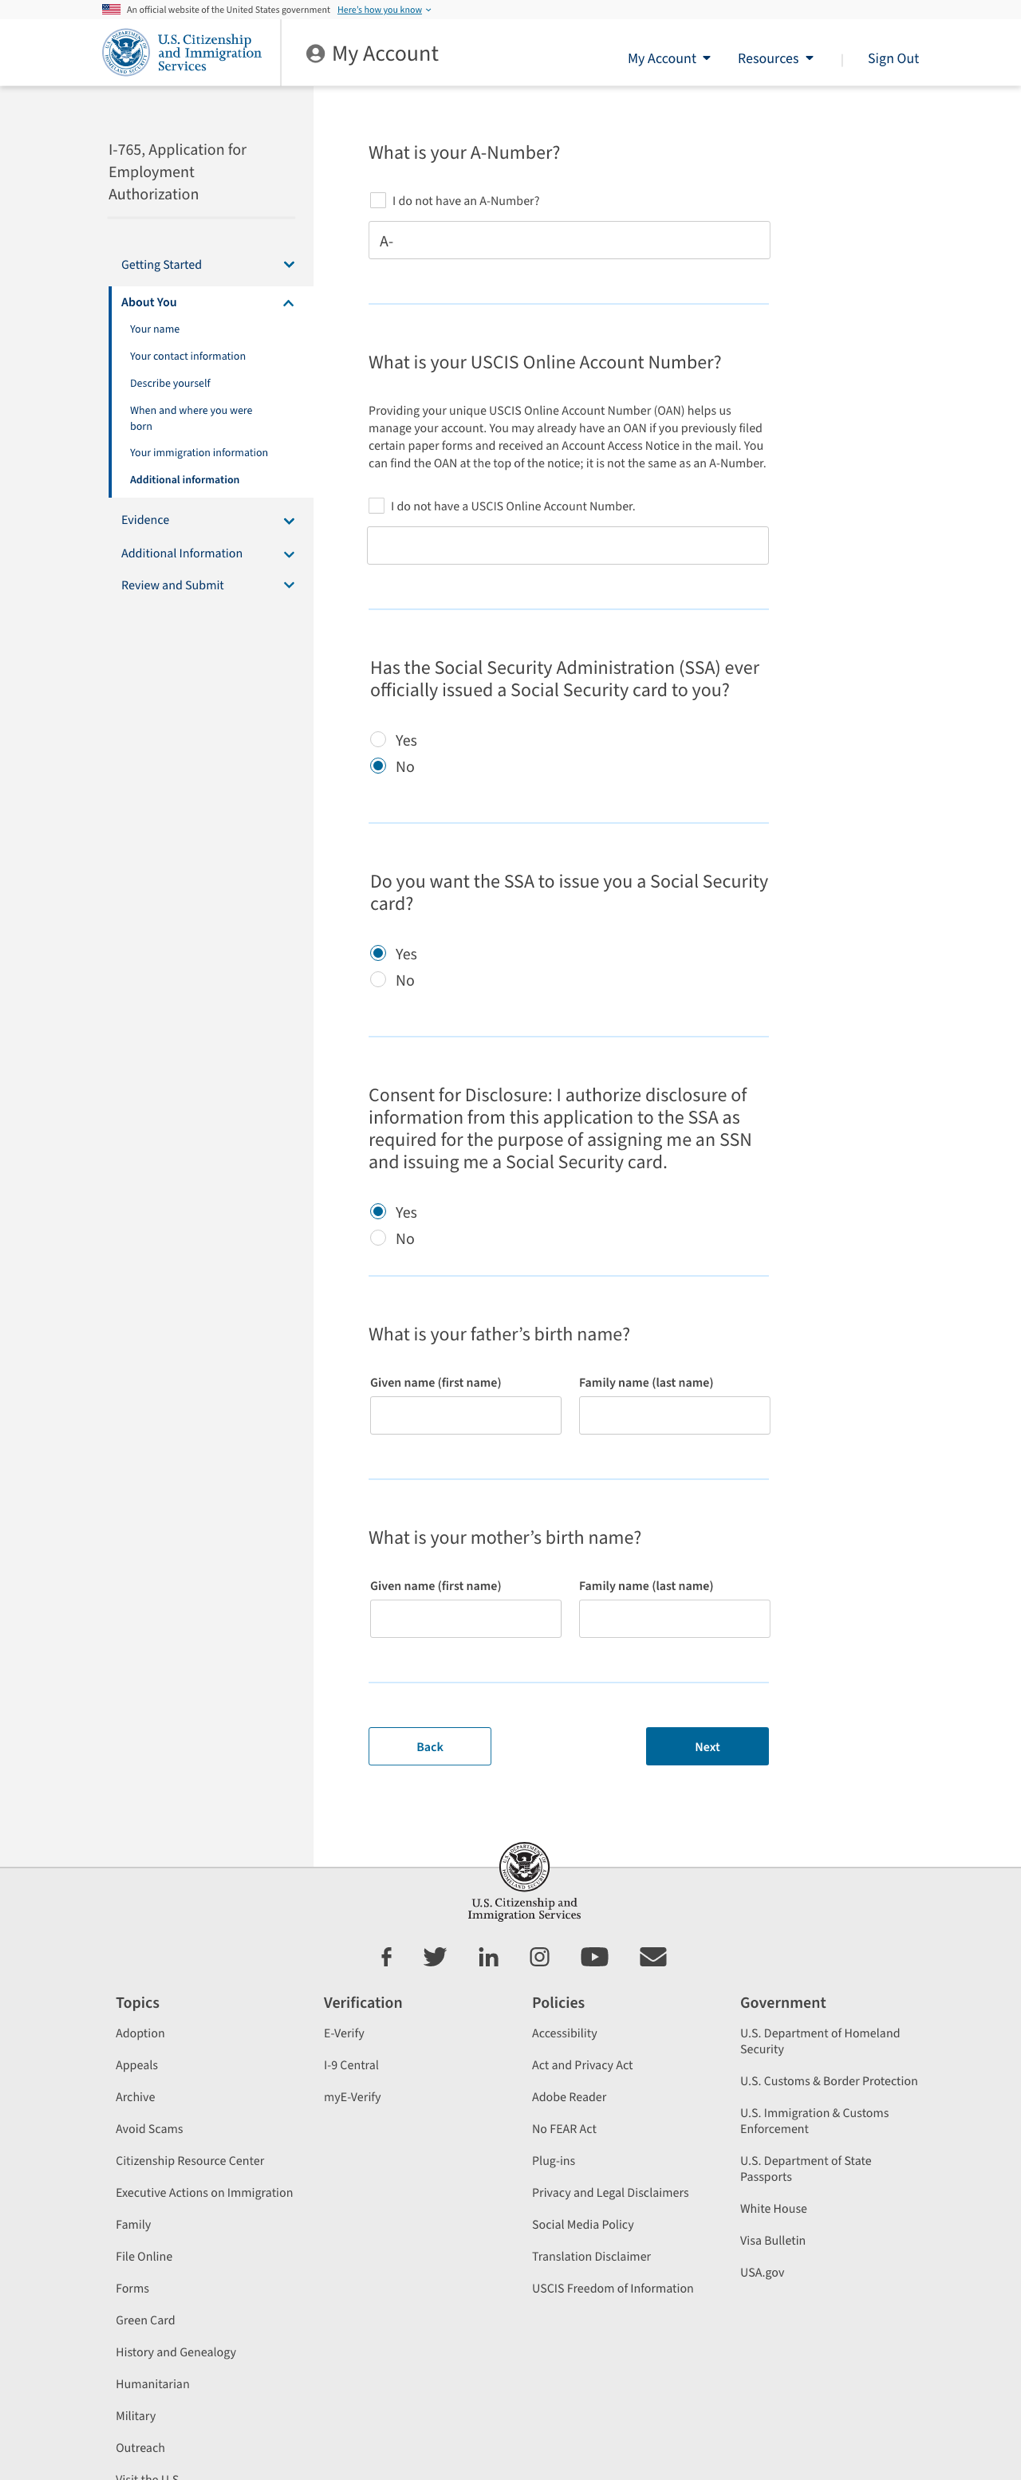 An official website of the United States government Here's how you know
U.S. Citizenship
and Immigration
Services
My Account
My Account
Resources
Sign Out
I-765, Application for
Employment
Authorization
Getting Started
About You
Your name
Your contact information
Describe yourself
When and where you were
born
Your immigration information
Additional information
Evidence
Additional Information
Review and Submit
What is your A-Number?
I do not have an A-Number?
A-
What is your USCIS Online Account Number?
Providing your unique USCIS Online Account Number (OAN) helps us
manage your account. You may already have an OAN if you previously filed
certain paper forms and received an Account Access Notice in the mail. You
can find the OAN at the top of the notice; it is not the same as an A-Number.
I do not have a USCIS Online Account Number.
Has the Social Security Administration (SSA) ever
officially issued a Social Security card to you?
Yes
No
Do you want the SSA to issue you a Social Security
card?
Yes
No
Consent for Disclosure: I authorize disclosure of
information from this application to the SSA as
required for the purpose of assigning me an SSN
and issuing me a Social Security card.
Yes
No
What is your father’s birth name?
Given name (first name)
Family name (last name)
What is your mother’s birth name?
Given name (first name)
Family name (last name)
Back
Next
U.S. Citizenship and
Immigration Services
Topics
Adoption
Appeals
Archive
Avoid Scams
Citizenship Resource Center
Executive Actions on Immigration
Family
File Online
Forms
Green Card
History and Genealogy
Humanitarian
Military
Outreach
Visit the U.S.
Verification
E-Verify
I-9 Central
myE-Verify
Policies
Accessibility
Act and Privacy Act
Adobe Reader
No FEAR Act
Plug-ins
Privacy and Legal Disclaimers
Social Media Policy
Translation Disclaimer
USCIS Freedom of Information
Government
U.S. Department of Homeland
Security
U.S. Customs & Border Protection
U.S. Immigration & Customs
Enforcement
U.S. Department of State
Passports
White House
Visa Bulletin
USA.gov